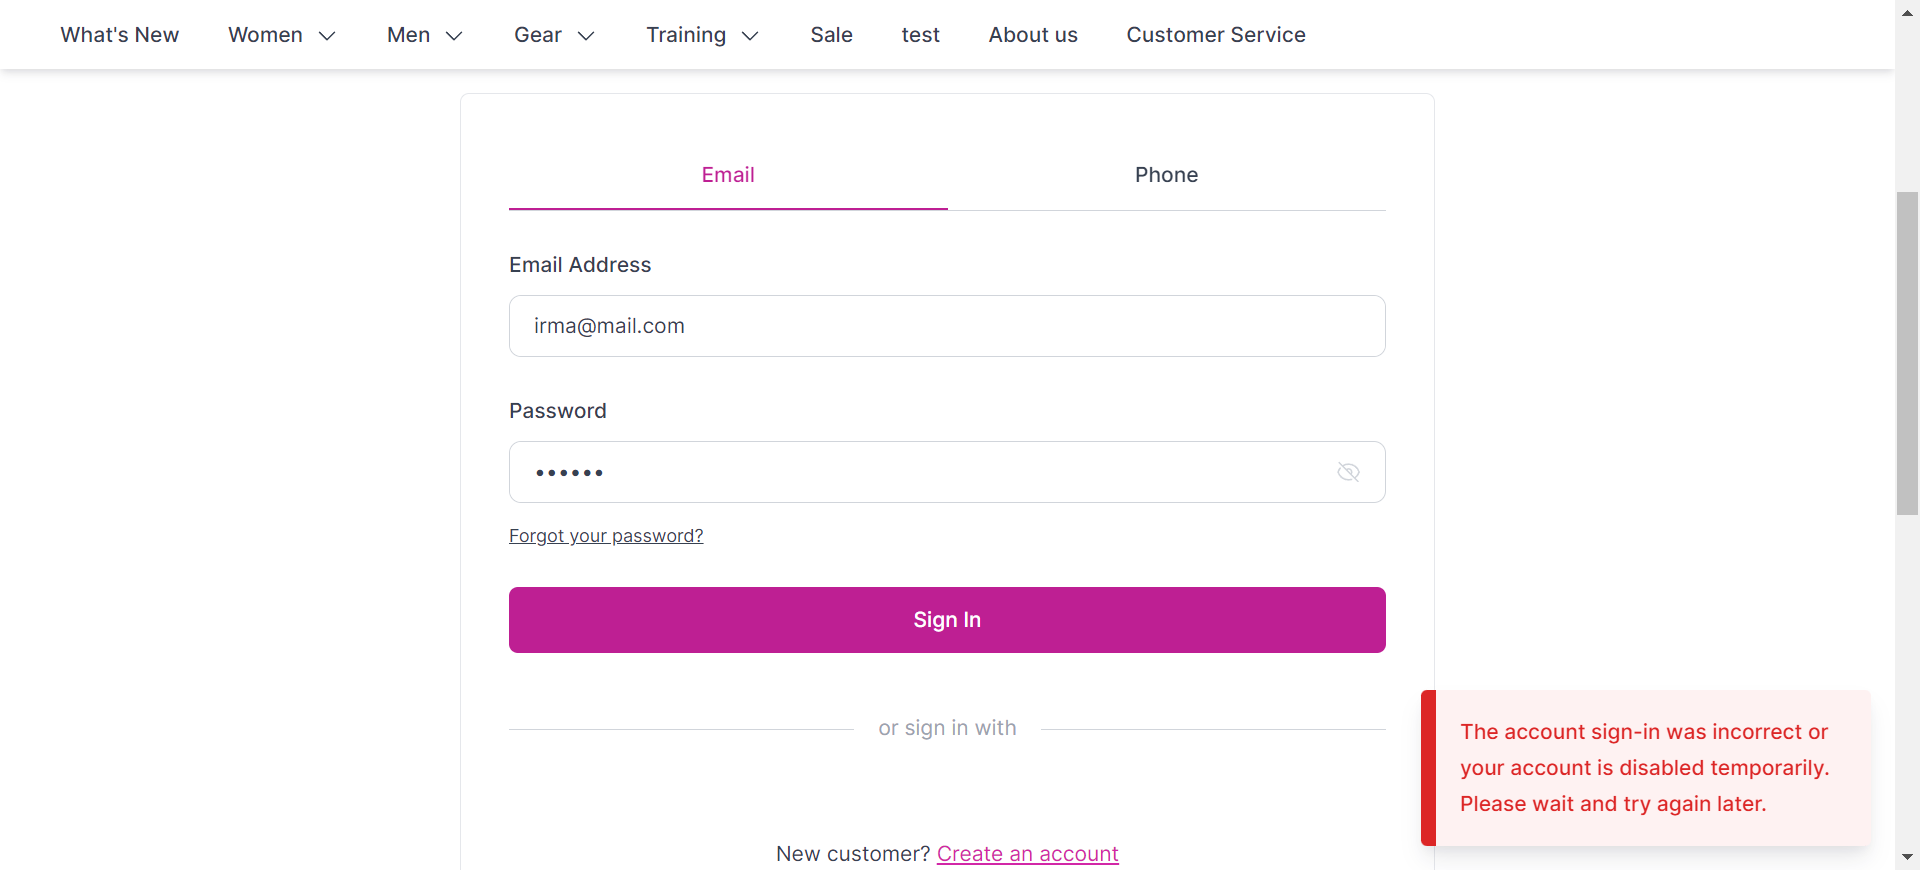 What's New Women Men Gear Training Sale test About us Customer Service
Email Phone
Email Address
irma@mail.com
Password
••••••
Forgot your password?
Sign In
or sign in with
New customer? Create an account
The account sign-in was incorrect or
your account is disabled temporarily.
Please wait and try again later.